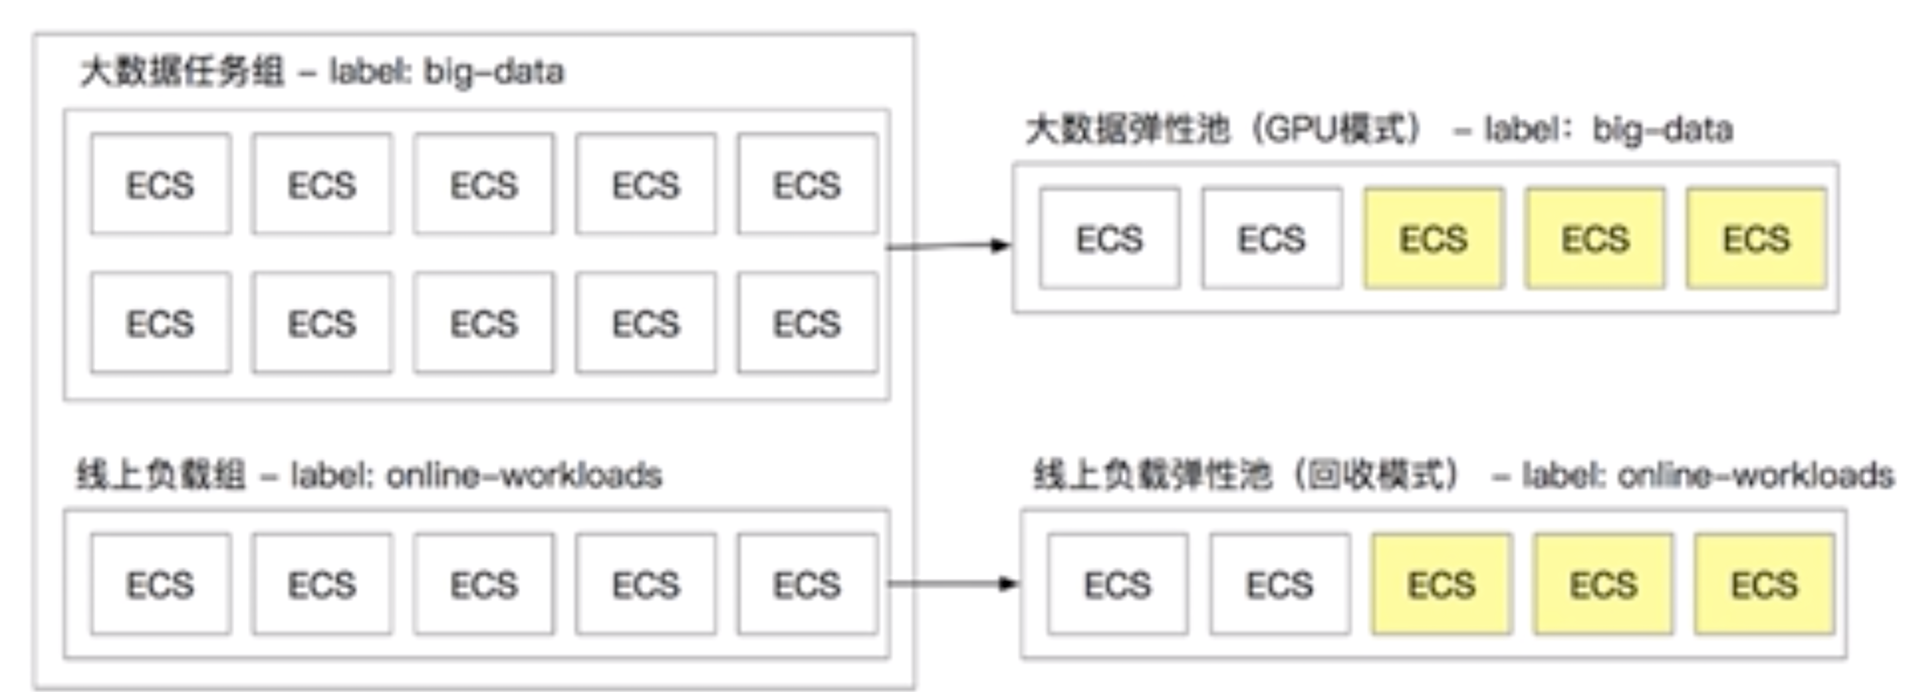 大数据任务组 – label: big–data
ECS ECS ECS ECS ECS
ECS ECS ECS ECS ECS
线上负载组 – label: online–workloads
ECS ECS ECS ECS ECS
大数据弹性池（GPU模式） – label：big–data
ECS ECS ECS ECS ECS
线上负载弹性池（回收模式） – label: online–workloads
ECS ECS ECS ECS ECS